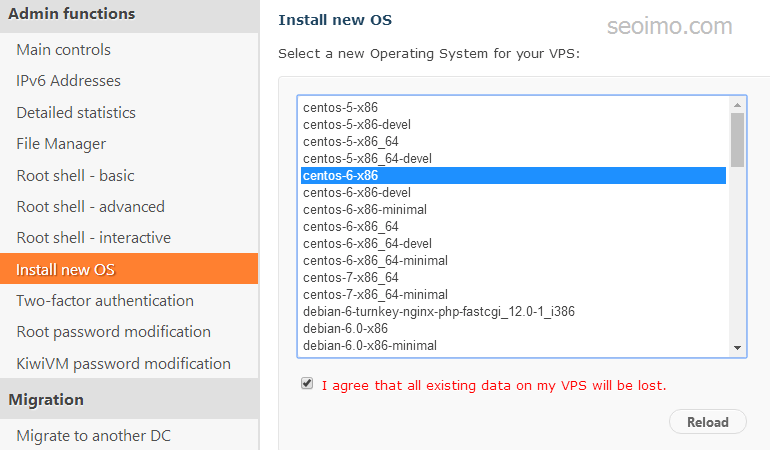 Admin functions
Main controls
IPv6 Addresses
Detailed statistics
File Manager
Root shell - basic
Root shell - advanced
Root shell - interactive
Install new OS
Two-factor authentication
Root password modification
KiwiVM password modification
Migration
Migrate to another DC
Install new OS
seoimo.com
Select a new Operating System for your VPS:
centos-5-x86
centos-5-x86-devel
centos-5-x86_64
centos-5-x86_64-devel
centos-6-x86
centos-6-x86-devel
centos-6-x86-minimal
centos-6-x86_64
centos-6-x86_64-devel
centos-6-x86_64-minimal
centos-7-x86_64
centos-7-x86_64-minimal
debian-6-turnkey-nginx-php-fastcgi_12.0-1_i386
debian-6.0-x86
debian-6.0-x86-minimal
I agree that all existing data on my VPS will be lost.
Reload